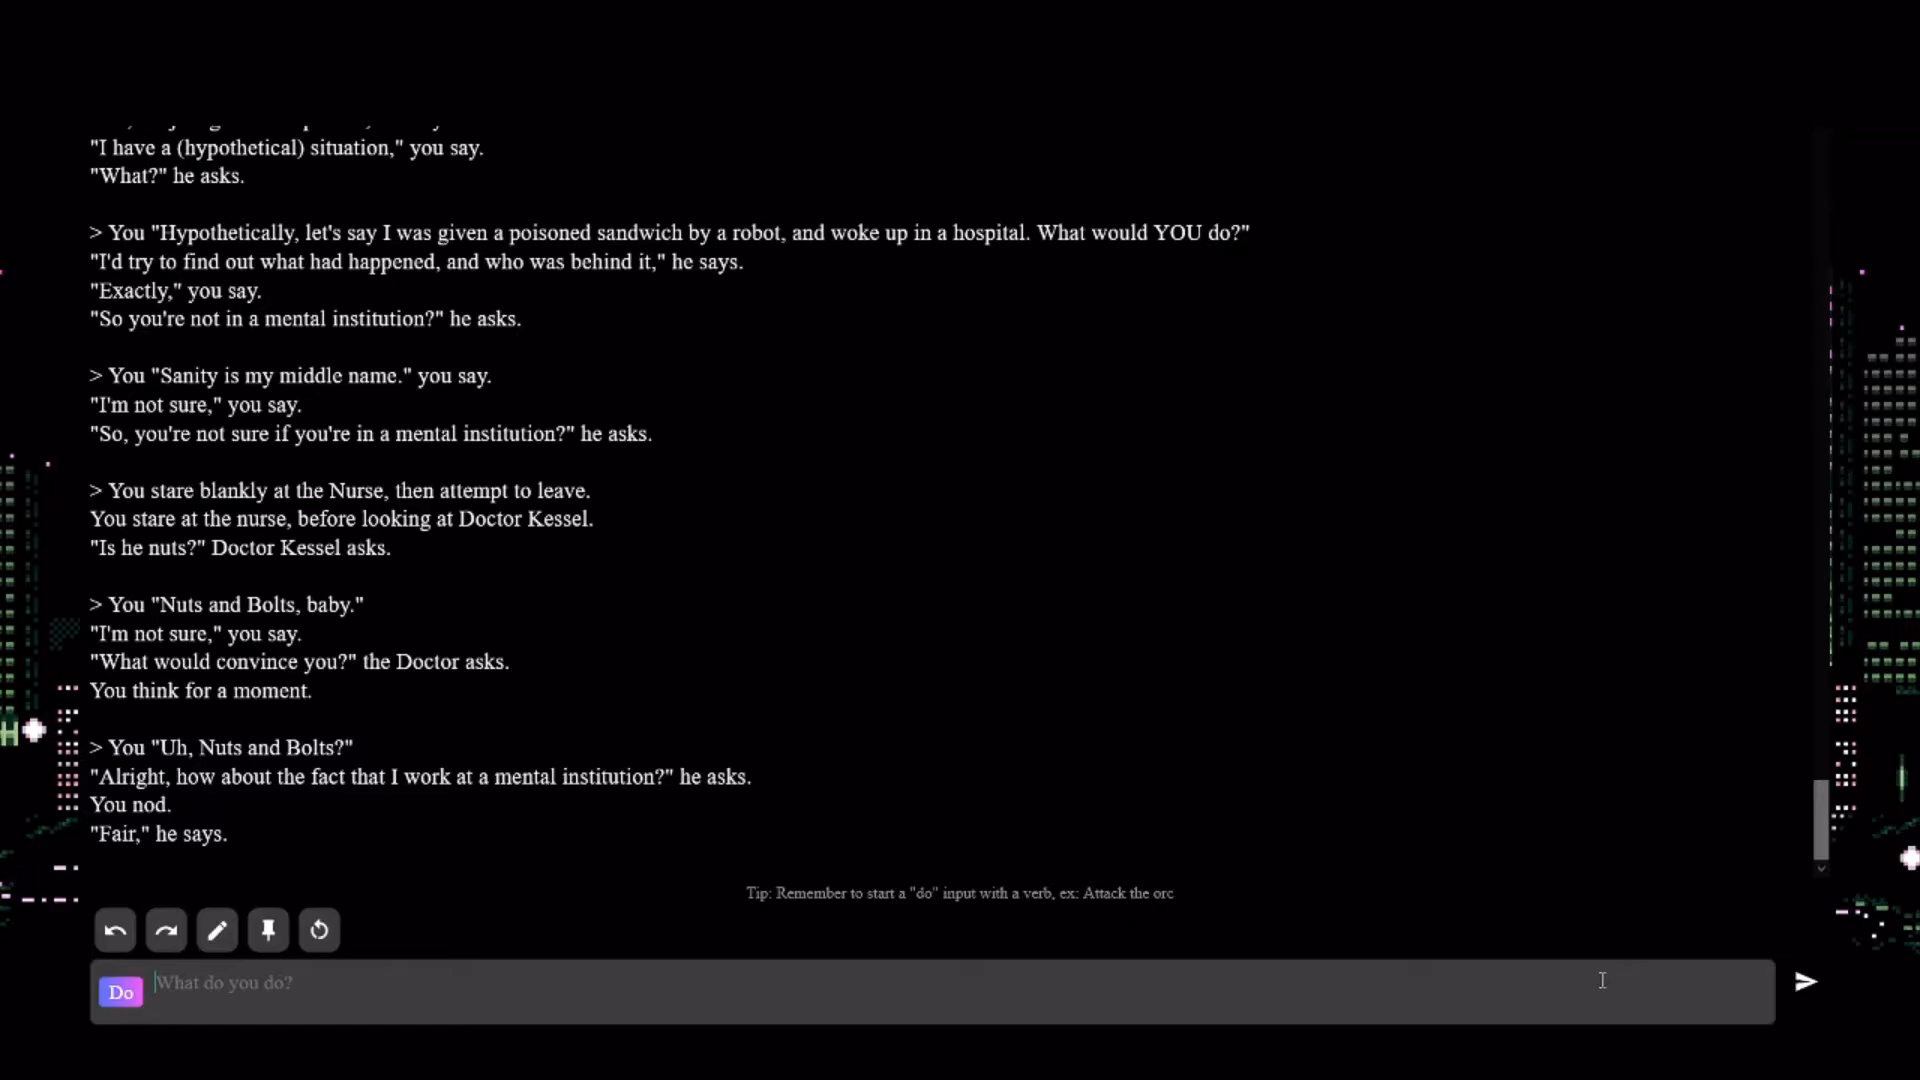 "I have a (hypothetical) situation," you say.
"What?" he asks.
> You "Hypothetically, let's say I was given a poisoned sandwich by a robot, and woke up in a hospital. What would YOU do?"
"I'd try to find out what had happened, and who was behind it," he says.
"Exactly," you say.
"So you're not in a mental institution?" he asks.
> You "Sanity is my middle name." you say.
"I'm not sure," you say.
"So, you're not sure if you're in a mental institution?" he asks.
> You stare blankly at the Nurse, then attempt to leave.
You stare at the nurse, before looking at Doctor Kessel.
"Is he nuts?" Doctor Kessel asks.
> You "Nuts and Bolts, baby."
"I'm not sure," you say.
"What would convince you?" the Doctor asks.
You think for a moment.
> You "Uh, Nuts and Bolts?"
"Alright, how about the fact that I work at a mental institution?" he asks.
You nod.
"Fair," he says.
Tip: Remember to start a "do" input with a verb, ex: Attack the orc
Do What do you do?